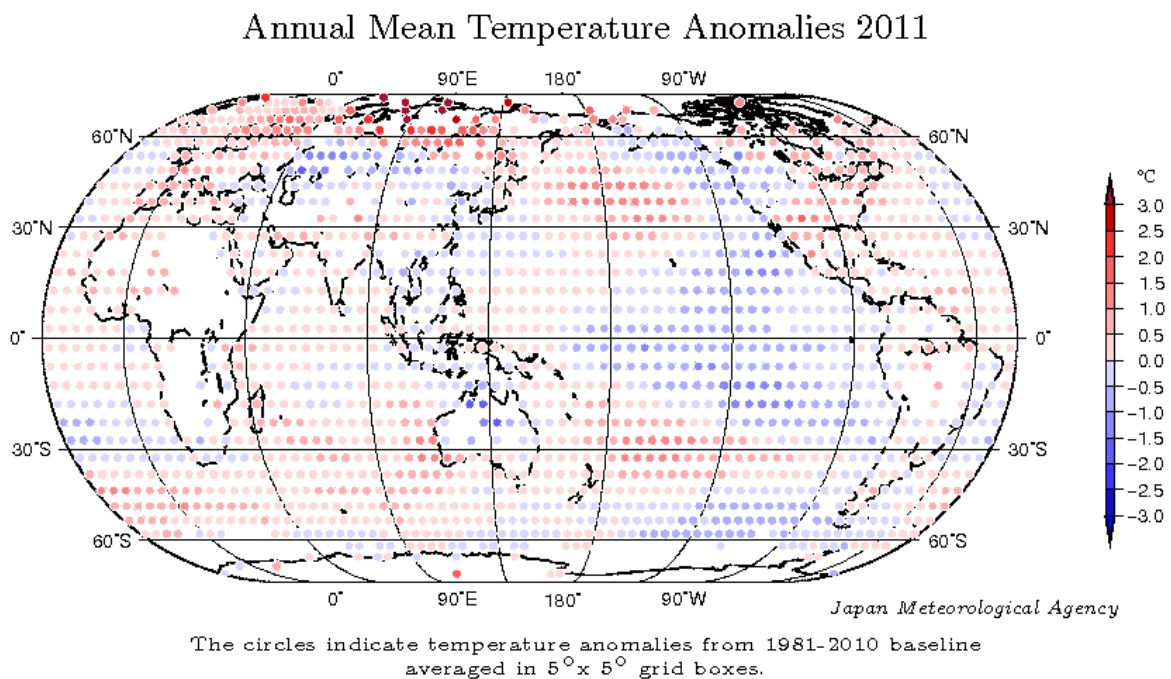 Annual Mean Temperature Anomalies 2011
0° 90°E 180° 90°W
60°N 60°N
°C
3.0
2.5
30°N 30°N
2.0
1.5
1.0
0.5
0° 0°
0.0
−0.5
−1.0
−1.5
30°S 30°S
−2.0
−2.5
−3.0
60°S 60°S
0° 90°E 180° 90°W
Japan Meteorological Agency
The circles indicate temperature anomalies from 1981-2010 baseline
averaged in 5°x 5° grid boxes.